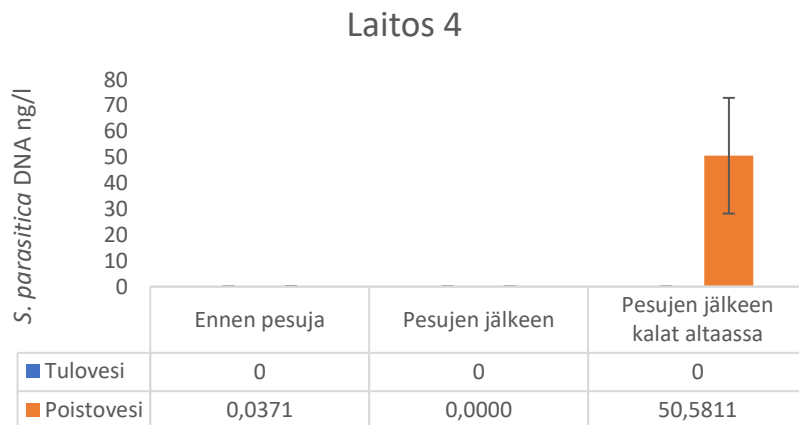 Laitos 4
S. parasitica DNA ng/l
80
70
60
50
40
30
20
10
0
Ennen pesuja
Pesujen jälkeen
Pesujen jälkeen
kalat altaassa
Tulovesi 0 0 0
Poistovesi 0,0371 0,0000 50,5811